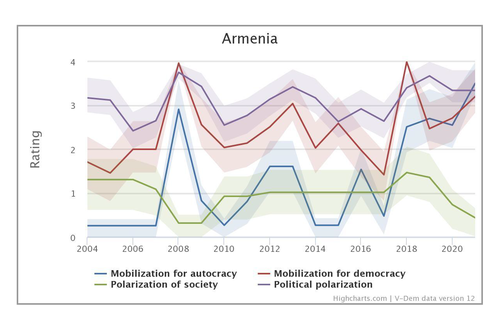 Armenia
4
3
2
1
0
Rating
2004 2006 2008 2010 2012 2014 2016 2018 2020
Mobilization for autocracy Mobilization for democracy
Polarization of society Political polarization
Highcharts.com | V-Dem data version 12